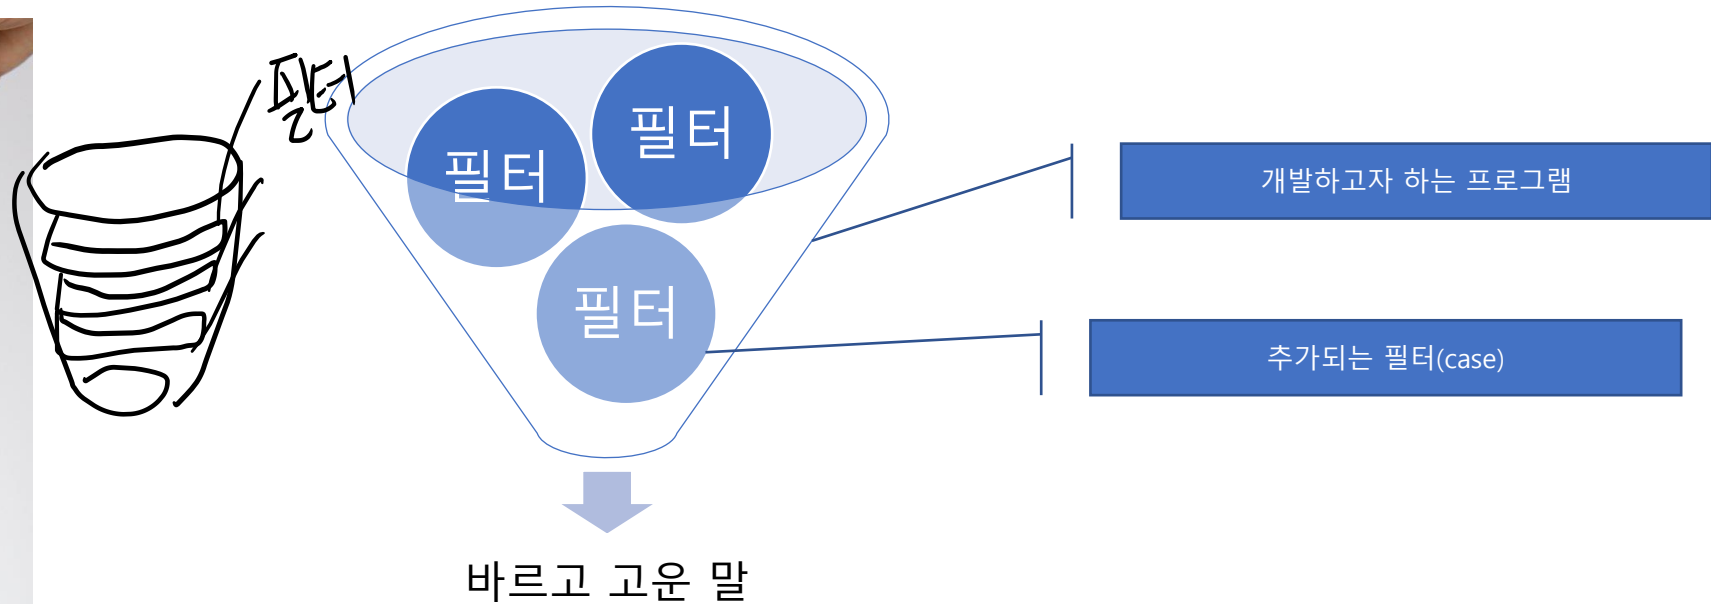 필터
필터
필터
필터
개발하고자 하는 프로그램
추가되는 필터(case)
바르고 고운 말